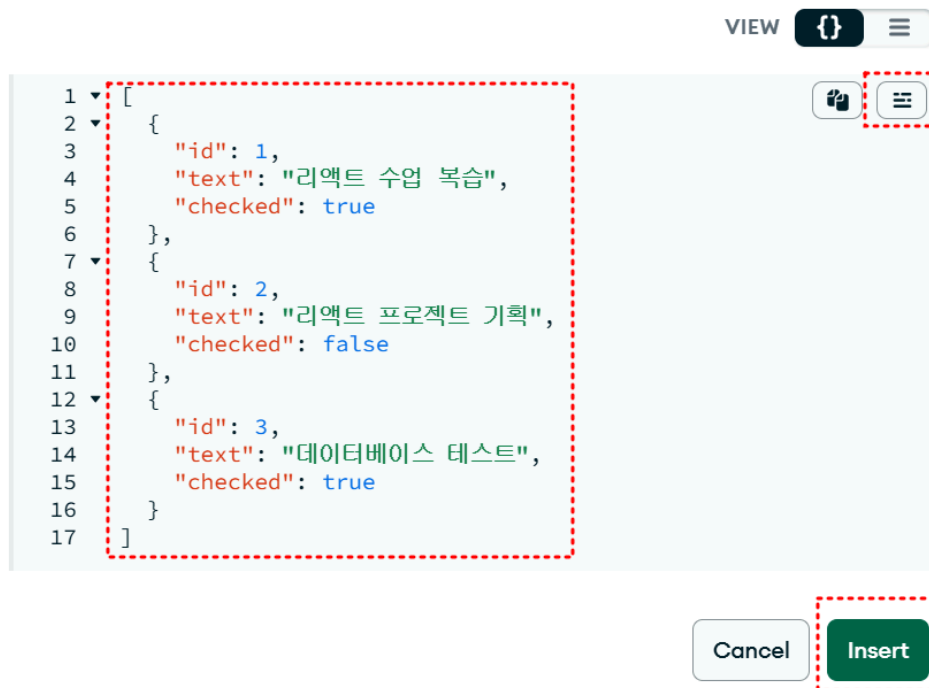 VIEW {}
1 [
2 {
3 "id": 1,
4 "text": "리액트 수업 복습",
5 "checked": true
6 },
7 {
8 "id": 2,
9 "text": "리액트 프로젝트 기획",
10 "checked": false
11 },
12 {
13 "id": 3,
14 "text": "데이터베이스 테스트",
15 "checked": true
16 }
17 ]
Cancel Insert